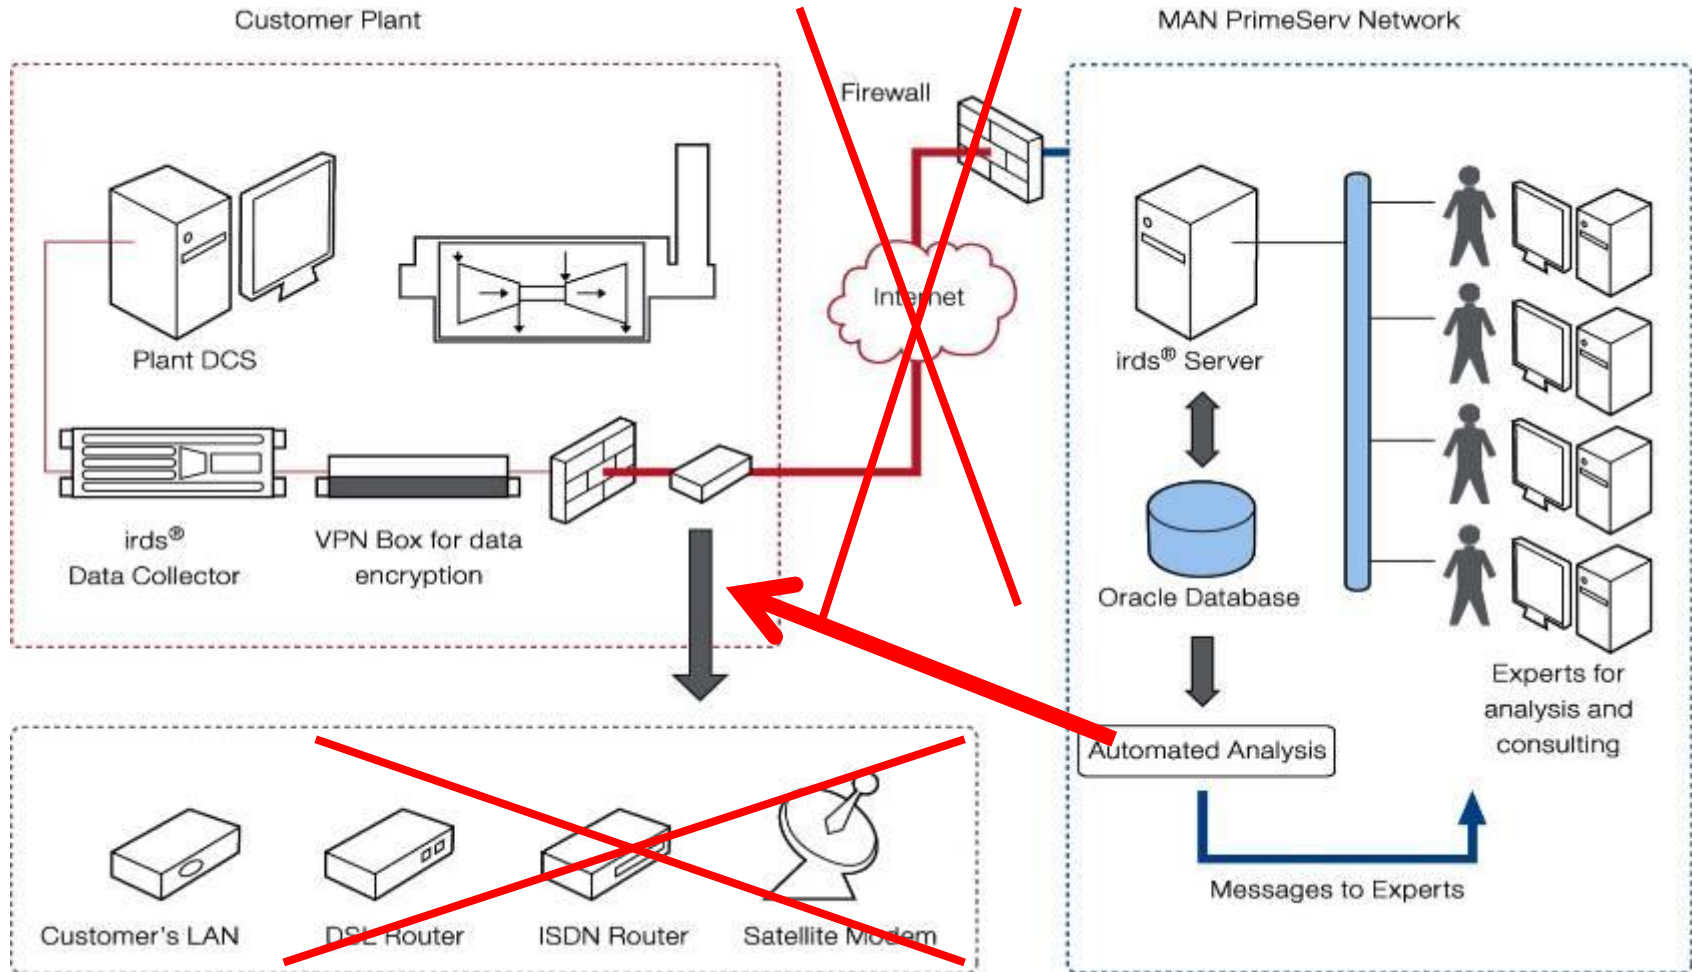 Customer Plant
MAN PrimeServ Network
Firewall
Internet
Plant DCS
irds® Server
irds®
Data Collector
VPN Box for data
encryption
Oracle Database
Experts for
analysis and
consulting
Automated Analysis
Messages to Experts
Customer's LAN
DSL Router
ISDN Router
Satellite Modem